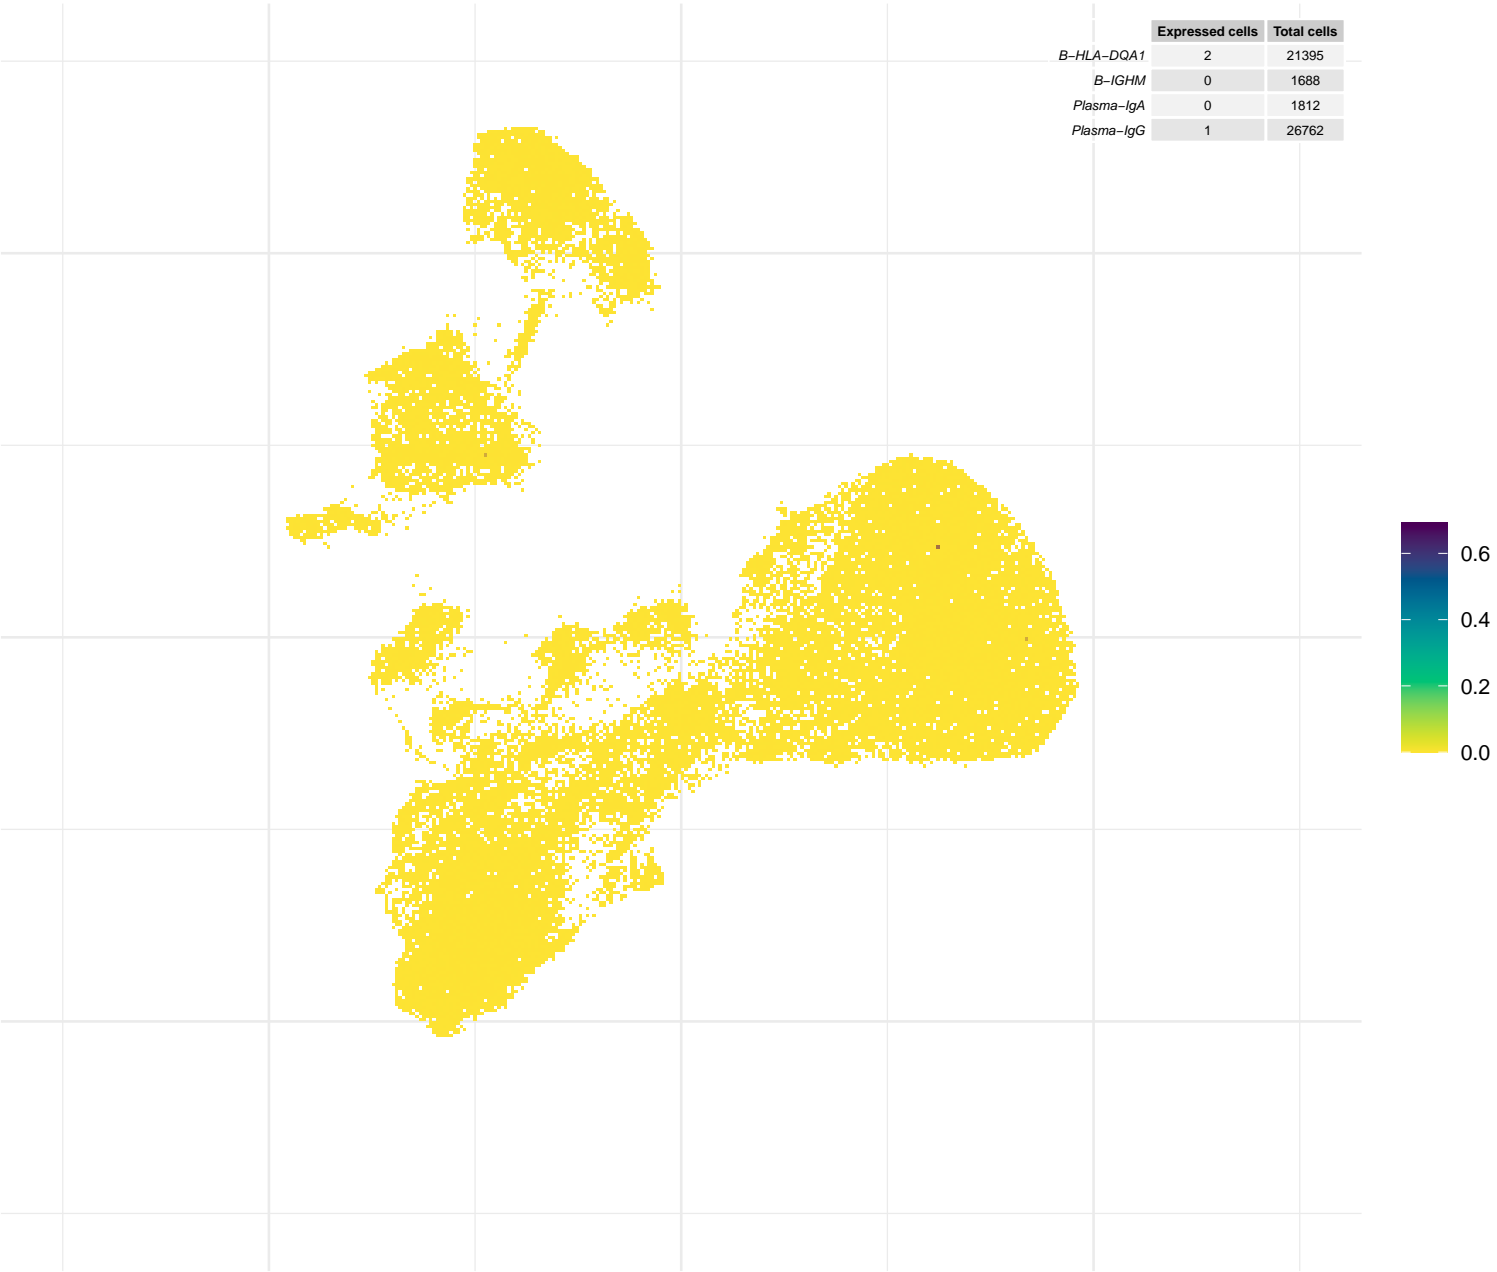 Expressed cells Total cells
B−HLA−DQA1 2 21395
B−IGHM 0 1688
Plasma−IgA 0 1812
Plasma−IgG 1 26762
0.6
0.4
0.2
0.0